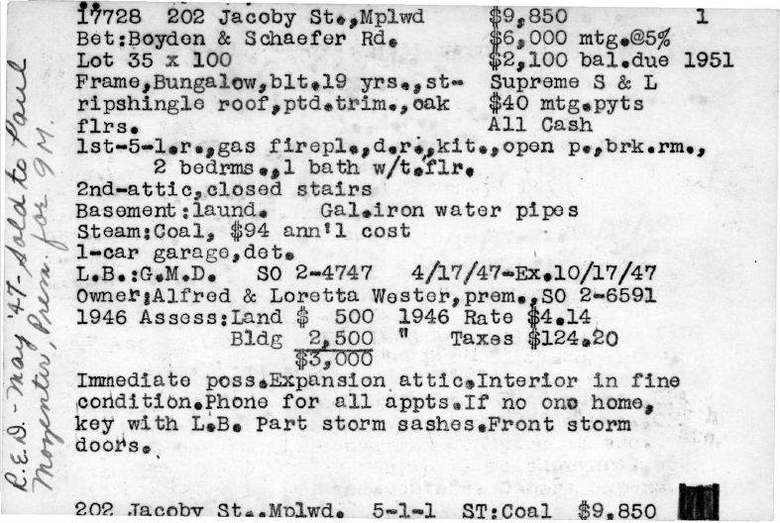 17728 202 Jacoby St.,Mplwd $9,850 1
Bet:Boyden & Schaefer Rd. $6,000 mtg.@5%
Lot 35 x 100 $2,100 bal.due 1951
Frame,Bungalow,blt.19 yrs.,st- Supreme S & L
ripshingle roof,ptd.trim.,oak $40 mtg.pyts
flrs. All Cash
1st-5-l.r.,gas firepl.,d.r.,kit.,open p.,brk.rm.,
2 bedrms.,1 bath w/t.flr.
2nd-attic,closed stairs
Basement:laund. Gal.iron water pipes
Steam:Coal, $94 ann'l cost
1-car garage,det.
L.B.:G.M.D. SO 2-4747 4/17/47-Ex.10/17/47
Owner:Alfred & Loretta Wester,prem.,SO 2-6591
1946 Assess:Land $ 500 1946 Rate $4.14
Bldg 2,500 " Taxes $124.20
$3,000
Immediate poss.Expansion attic.Interior in fine
condition.Phone for all appts.If no one home,
key with L.B. Part storm sashes.Front storm
doors.
202 Jacoby St..Mplwd. 5-1-1 ST:Coal $9.850
R.E.D. - May '47 - Sold to Paul
Prem. for 9M.